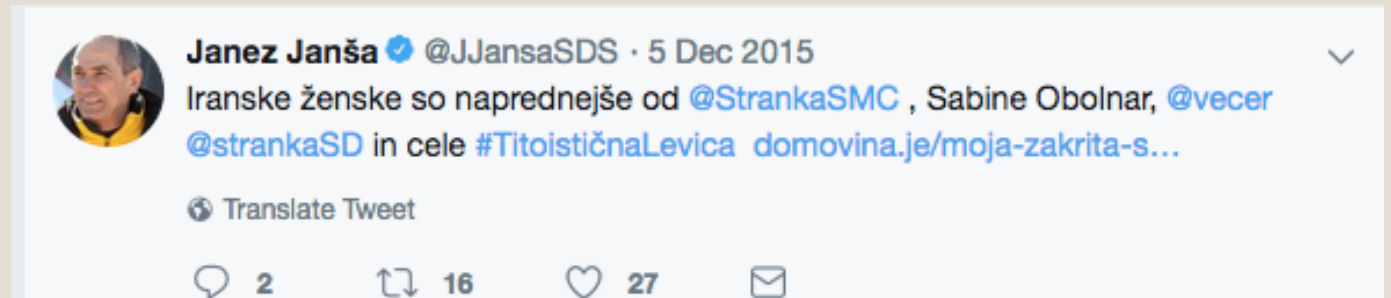 Janez Janša @JJansaSDS · 5 Dec 2015
Iranske ženske so naprednejše od @StrankaSMC , Sabine Obolnar, @vecer
@strankaSD in cele #TitoističnaLevica domovina.je/moja-zakrita-s...
Translate Tweet
2 16 27